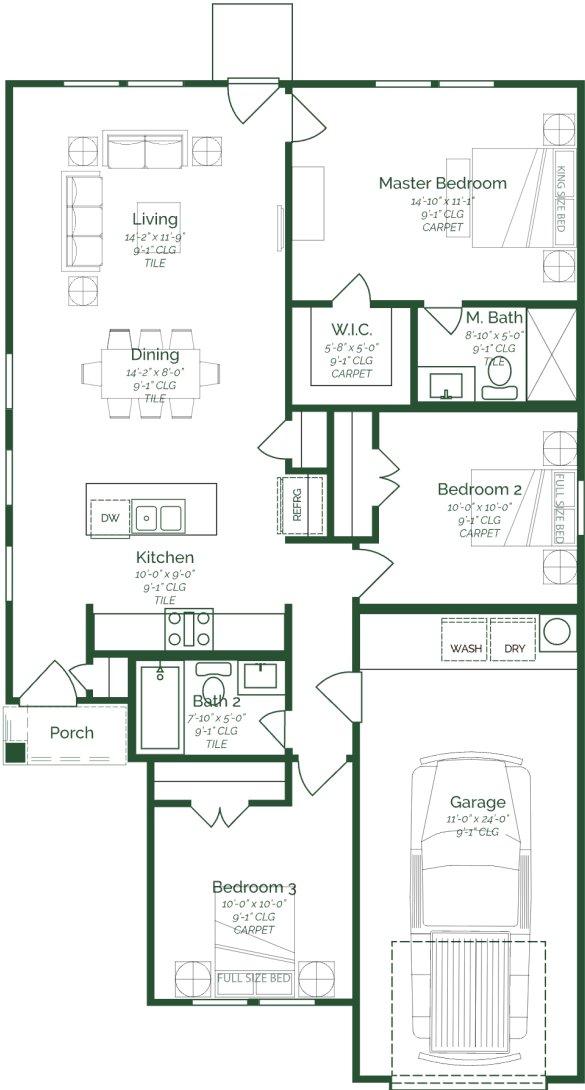 Master Bedroom
14'-10" x 11'-1"
9'-1" CLG
CARPET
KING SIZE BED
Living
14'-2" x 11'-9"
9'-1" CLG
TILE
W.I.C.
5'-8" x 5'-0"
9'-1" CLG
CARPET
M. Bath
8'-10" x 5'-0"
9'-1" CLG
TILE
Dining
14'-2" x 8'-0"
9'-1" CLG
TILE
Bedroom 2
10'-0" x 10'-0"
9'-1" CLG
CARPET
FULL SIZE BED
REFRG
DW
Kitchen
10'-0" x 9'-0"
9'-1" CLG
TILE
WASH
DRY
Bath 2
7'-10" x 5'-0"
9'-1" CLG
TILE
Porch
Garage
11'-0" x 24'-0"
9'-1" CLG
Bedroom 3
10'-0" x 10'-0"
9'-1" CLG
CARPET
FULL SIZE BED